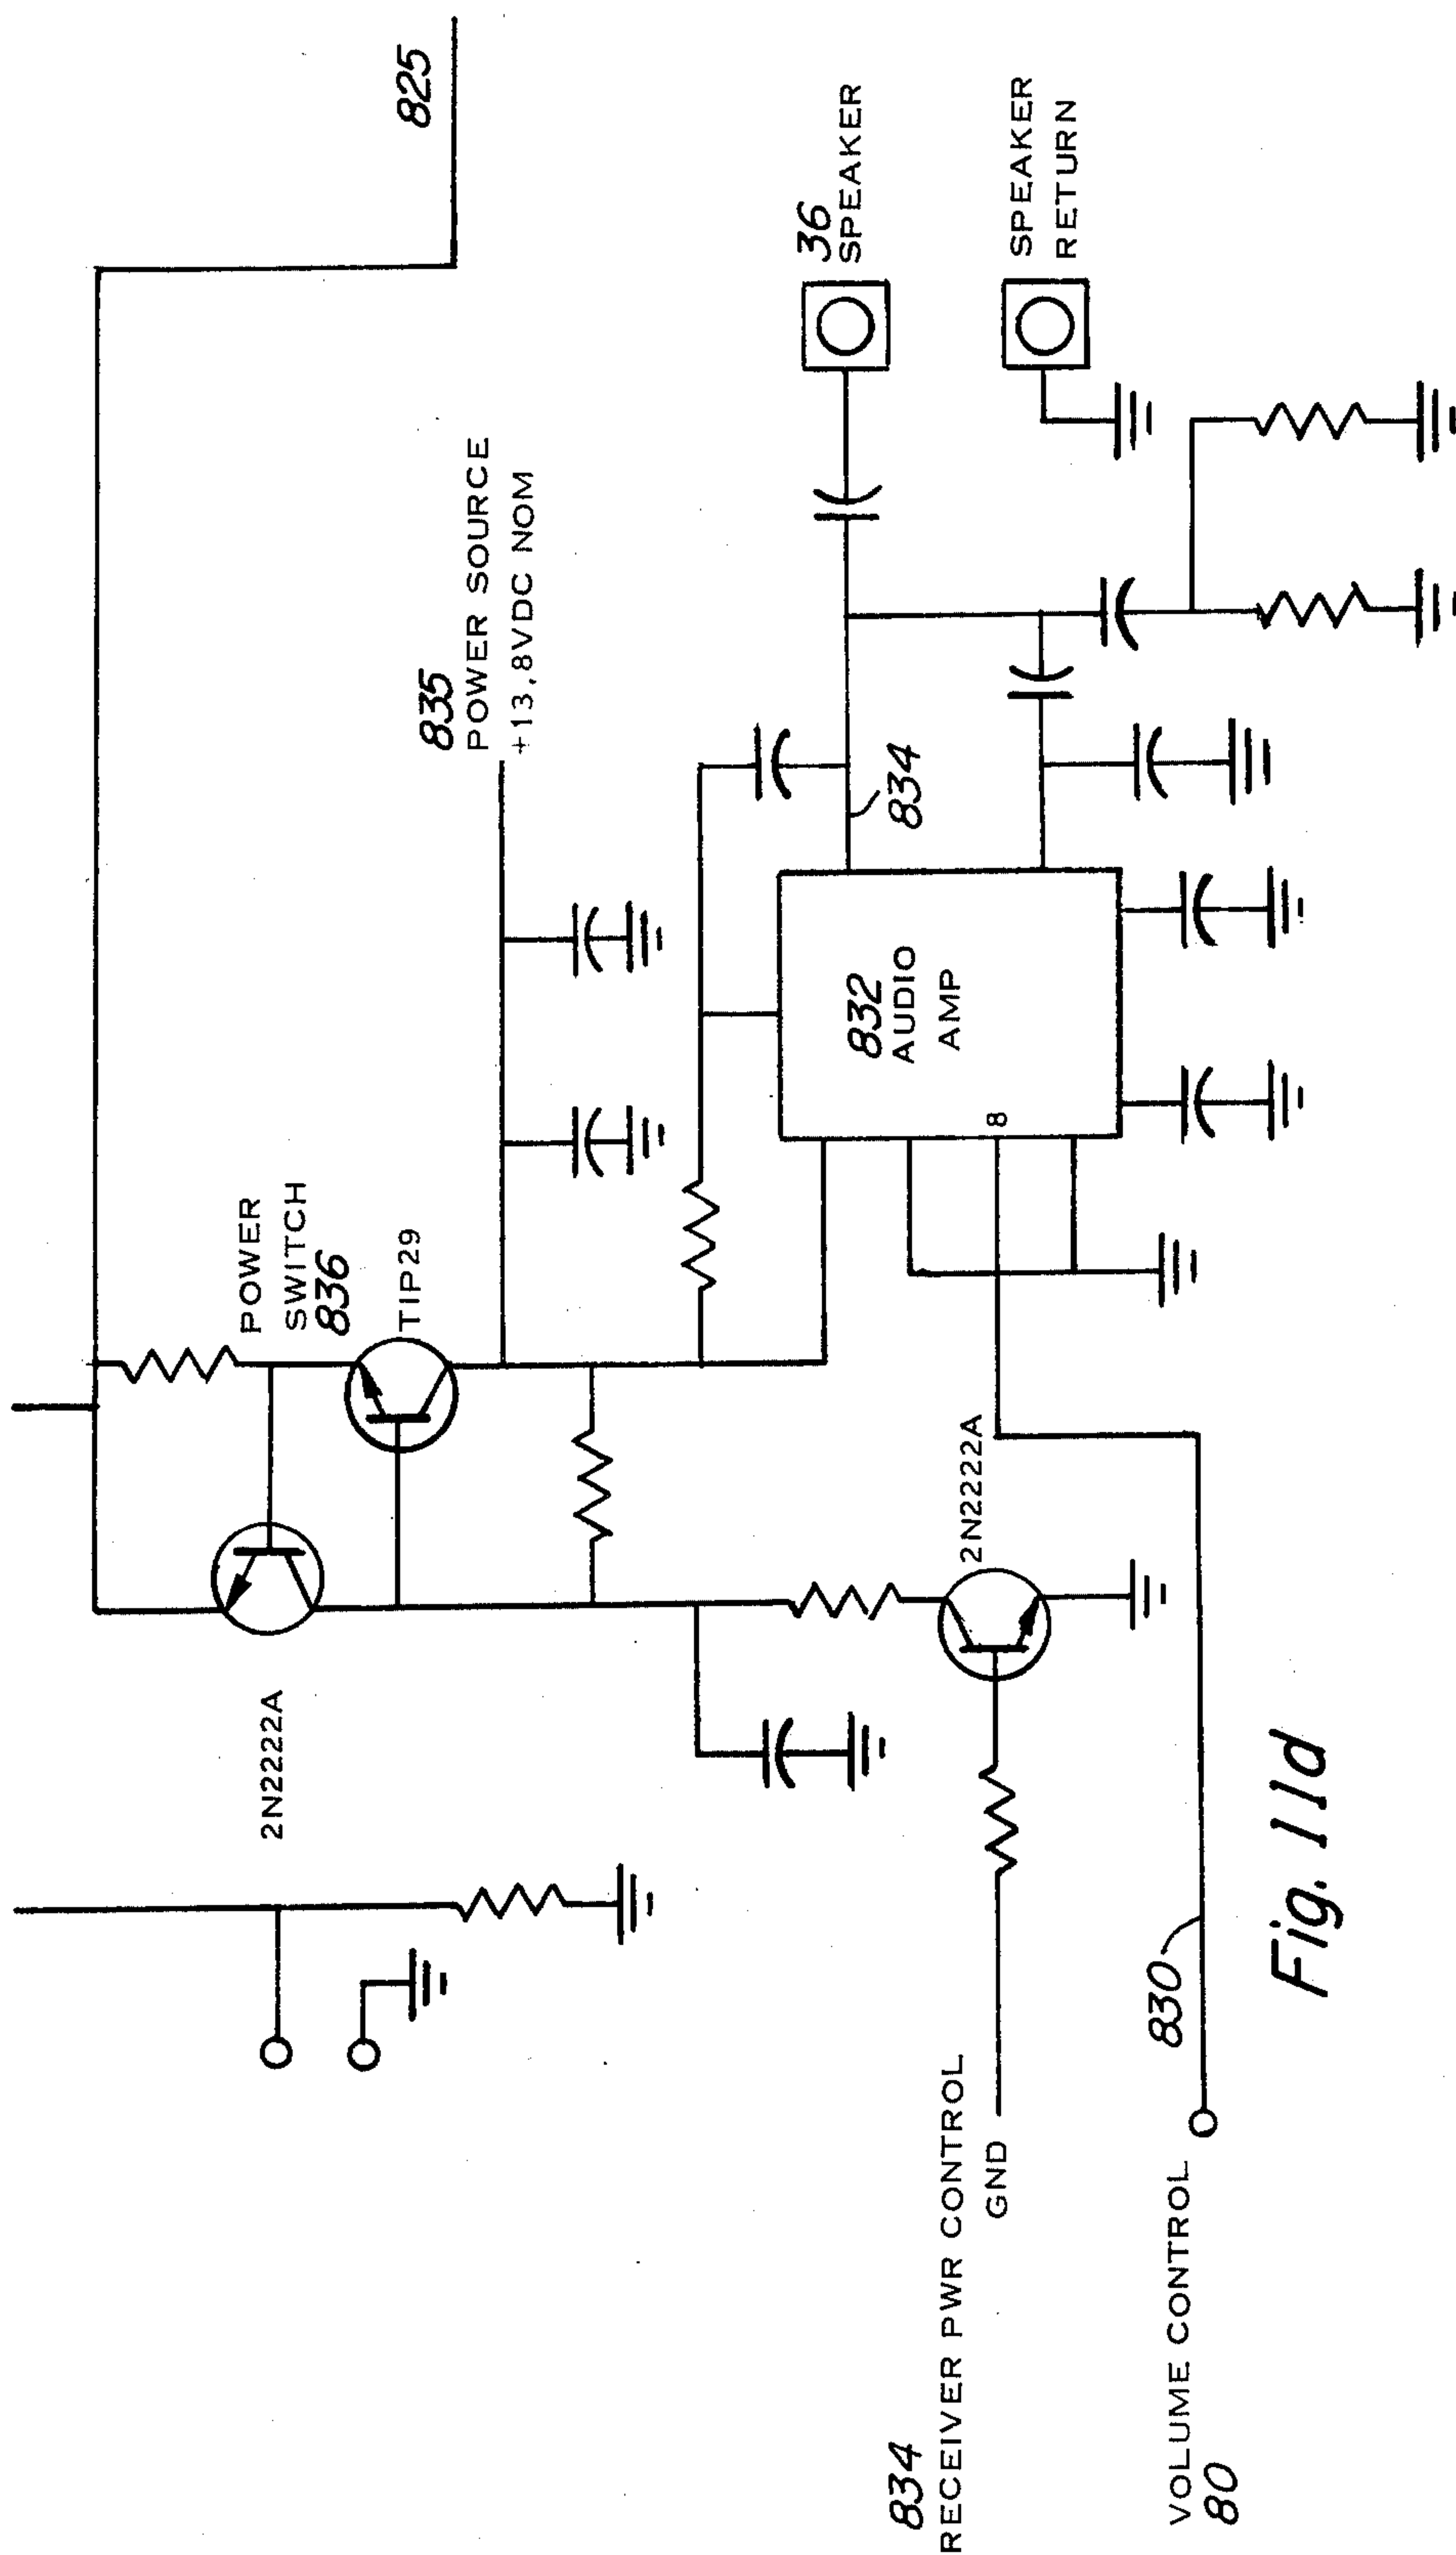 825
2N2222A
POWER
SWITCH
836
TIP29
835
POWER SOURCE
+13,8VDC NOM
36
SPEAKER
SPEAKER
RETURN
834
832
AUDIO
AMP
8
2N2222A
834
RECEIVER PWR CONTROL
GND
830
VOLUME CONTROL
80
Fig. 11d